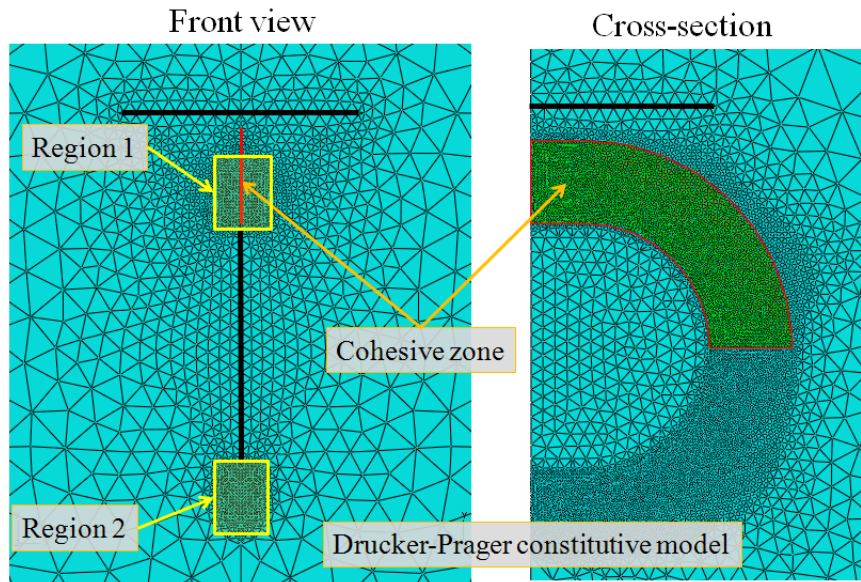 Front view
Cross-section
Region 1
Cohesive zone
Region 2
Drucker-Prager constitutive model